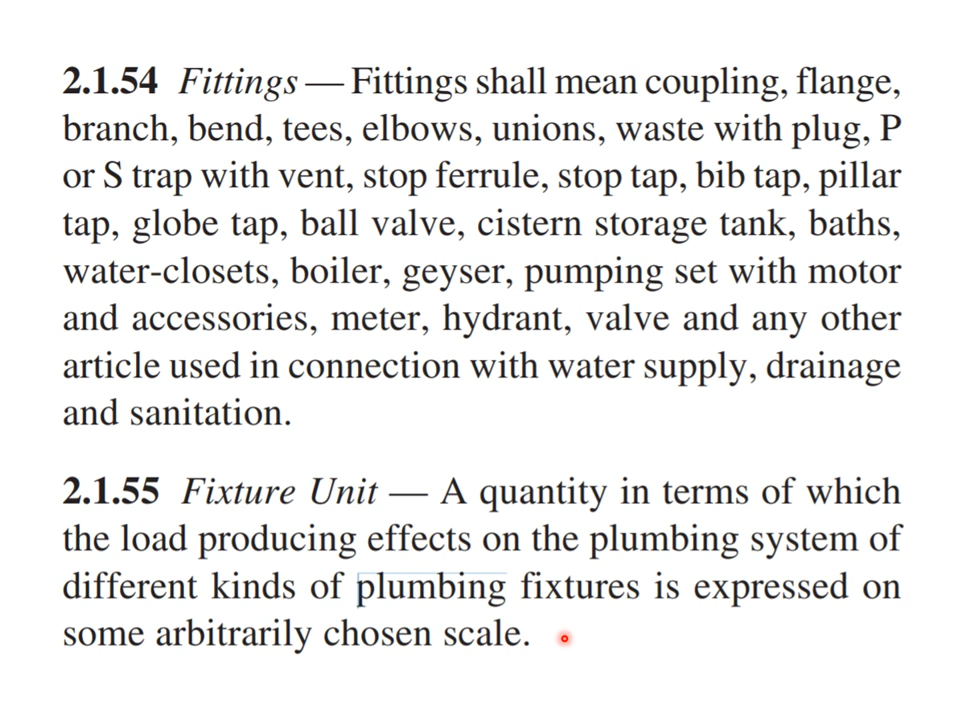 2.1.54 Fittings — Fittings shall mean coupling, flange,
branch, bend, tees, elbows, unions, waste with plug, P
or S trap with vent, stop ferrule, stop tap, bib tap, pillar
tap, globe tap, ball valve, cistern storage tank, baths,
water-closets, boiler, geyser, pumping set with motor
and accessories, meter, hydrant, valve and any other
article used in connection with water supply, drainage
and sanitation.
2.1.55 Fixture Unit — A quantity in terms of which
the load producing effects on the plumbing system of
different kinds of plumbing fixtures is expressed on
some arbitrarily chosen scale.